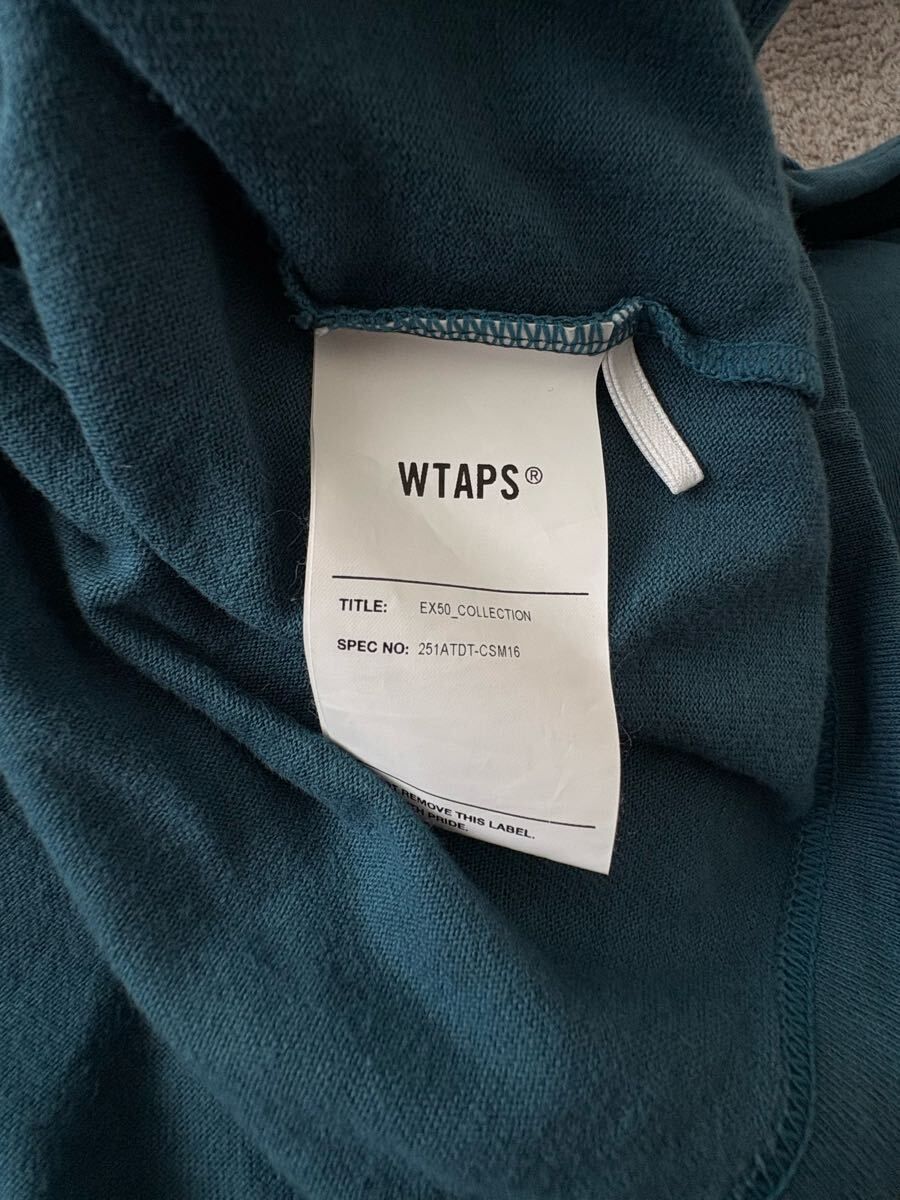 WTAPS®
TITLE: EX50_COLLECTION
SPEC NO: 251ATDT-CSM16
REMOVE THIS LABEL.
PRIDE.